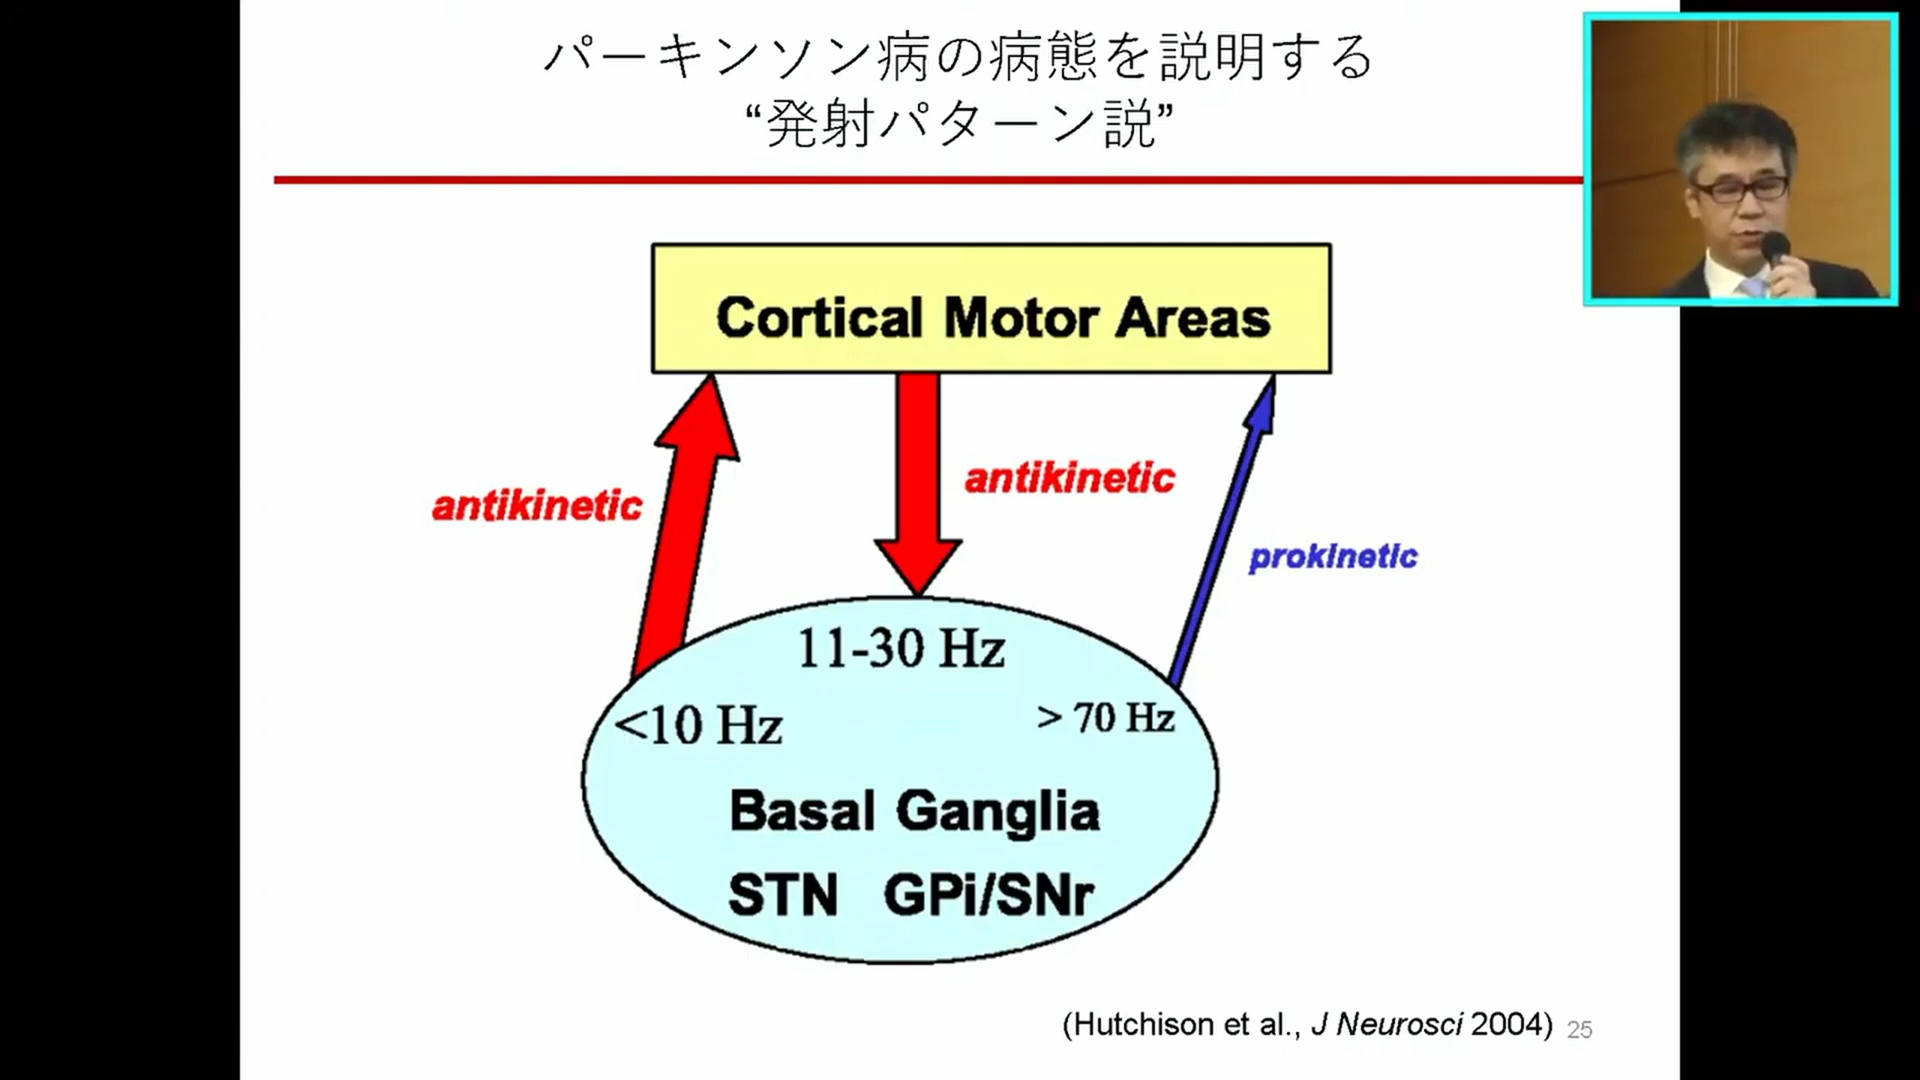 パーキンソン病の病態を説明する
“発射パターン説”
Cortical Motor Areas
antikinetic
antikinetic
prokinetic
11-30 Hz
<10 Hz
> 70 Hz
Basal Ganglia
STN GPi/SNr
(Hutchison et al., J Neurosci 2004)
25